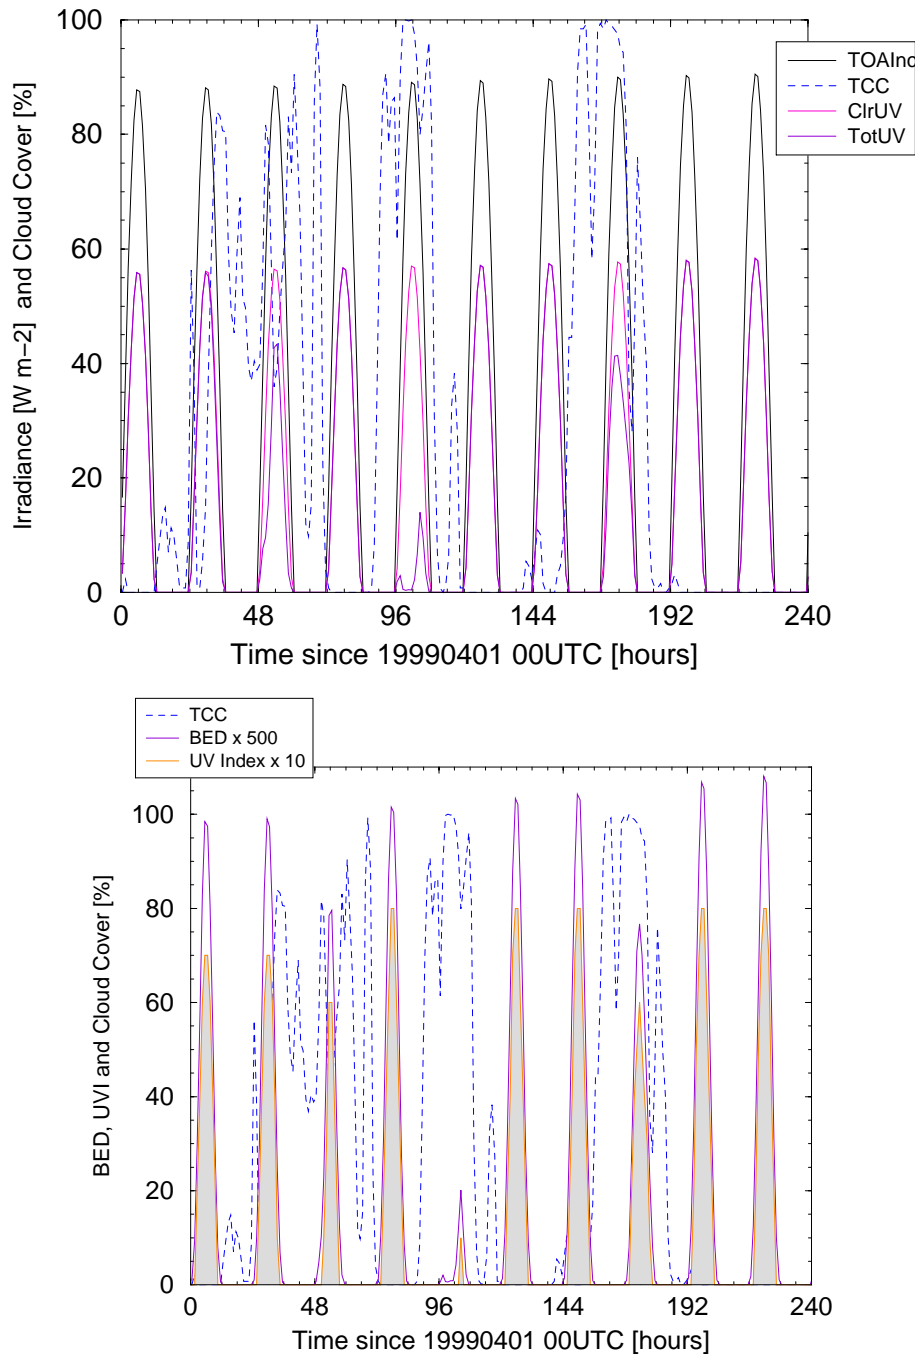 100
80
60
40
20
0
Irradiance [W m−2] and Cloud Cover [%]
TOAInc
TCC
ClrUV
TotUV
0 48 96 144 192 240
Time since 19990401 00UTC [hours]
TCC
BED x 500
UV Index x 10
100
80
60
40
20
0
BED, UVI and Cloud Cover [%]
0 48 96 144 192 240
Time since 19990401 00UTC [hours]